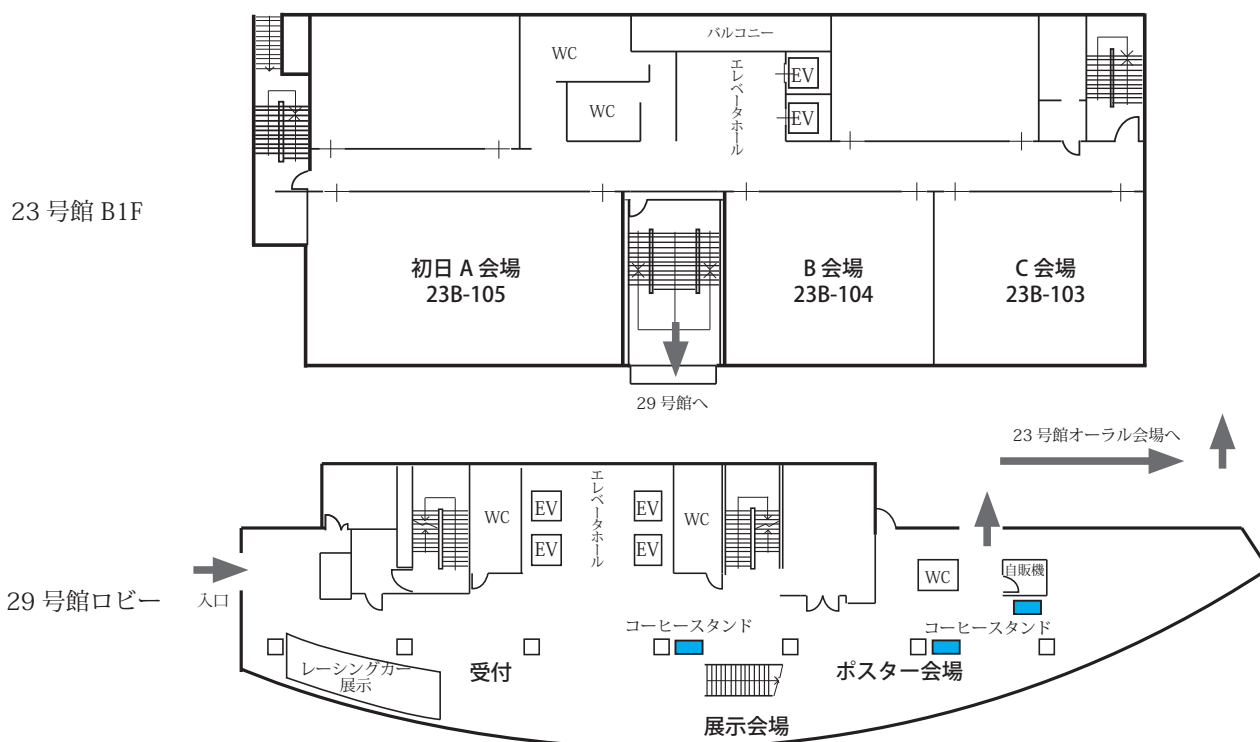 バルコニー
WC
エレベータホール
EV
WC
EV
23 号館 B1F
初日 A 会場
23B-105
B 会場
23B-104
C 会場
23B-103
29 号館へ
23 号館オーラル会場へ
エレベータホール
WC
EV
EV
WC
EV
EV
WC
自販機
29 号館ロビー
入口
コーヒースタンド
コーヒースタンド
レーシングカー
展示
受付
ポスター会場
展示会場